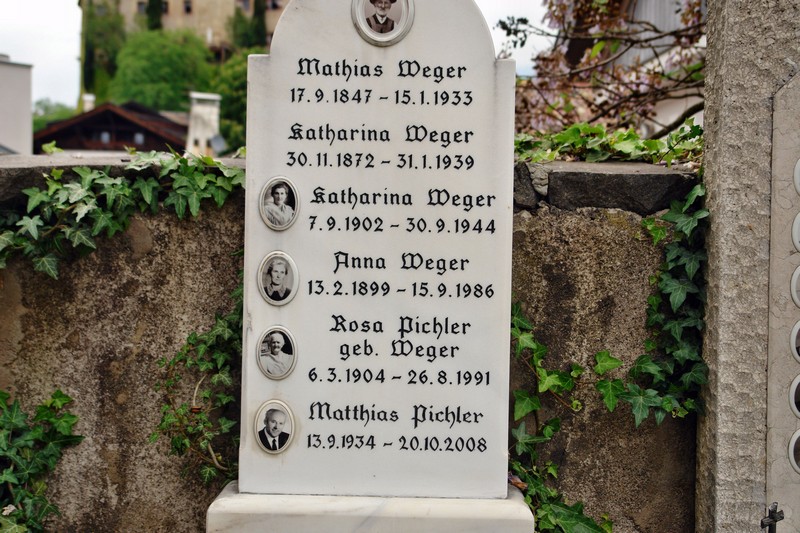 Mathias Weger
17.9.1847 - 15.1.1933
Katharina Weger
30.11.1872 - 31.1.1939
Katharina Weger
7.9.1902 - 30.9.1944
Anna Weger
13.2.1899 - 15.9.1986
Rosa Pichler
geb. Weger
6.3.1904 - 26.8.1991
Matthias Pichler
13.9.1934 - 20.10.2008